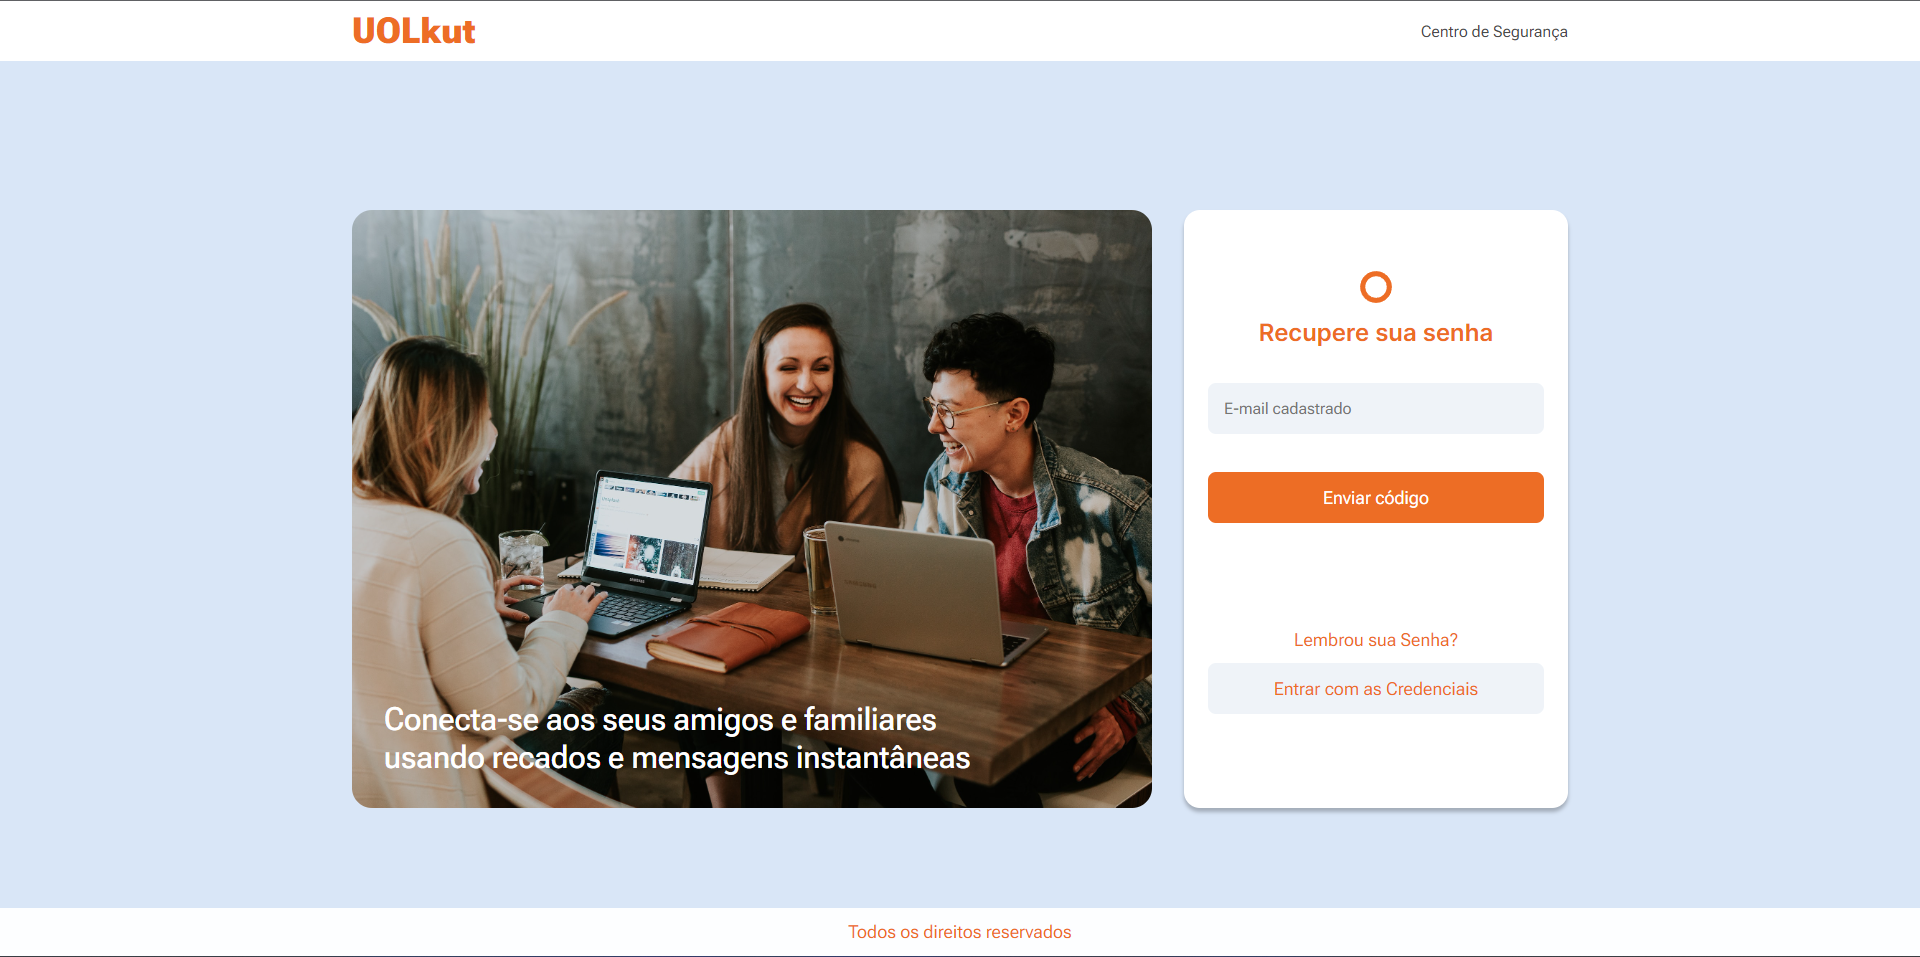 UOLkut
Centro de Segurança
Conecta-se aos seus amigos e familiares
usando recados e mensagens instantâneas
Recupere sua senha
E-mail cadastrado
Enviar código
Lembrou sua Senha?
Entrar com as Credenciais
Todos os direitos reservados